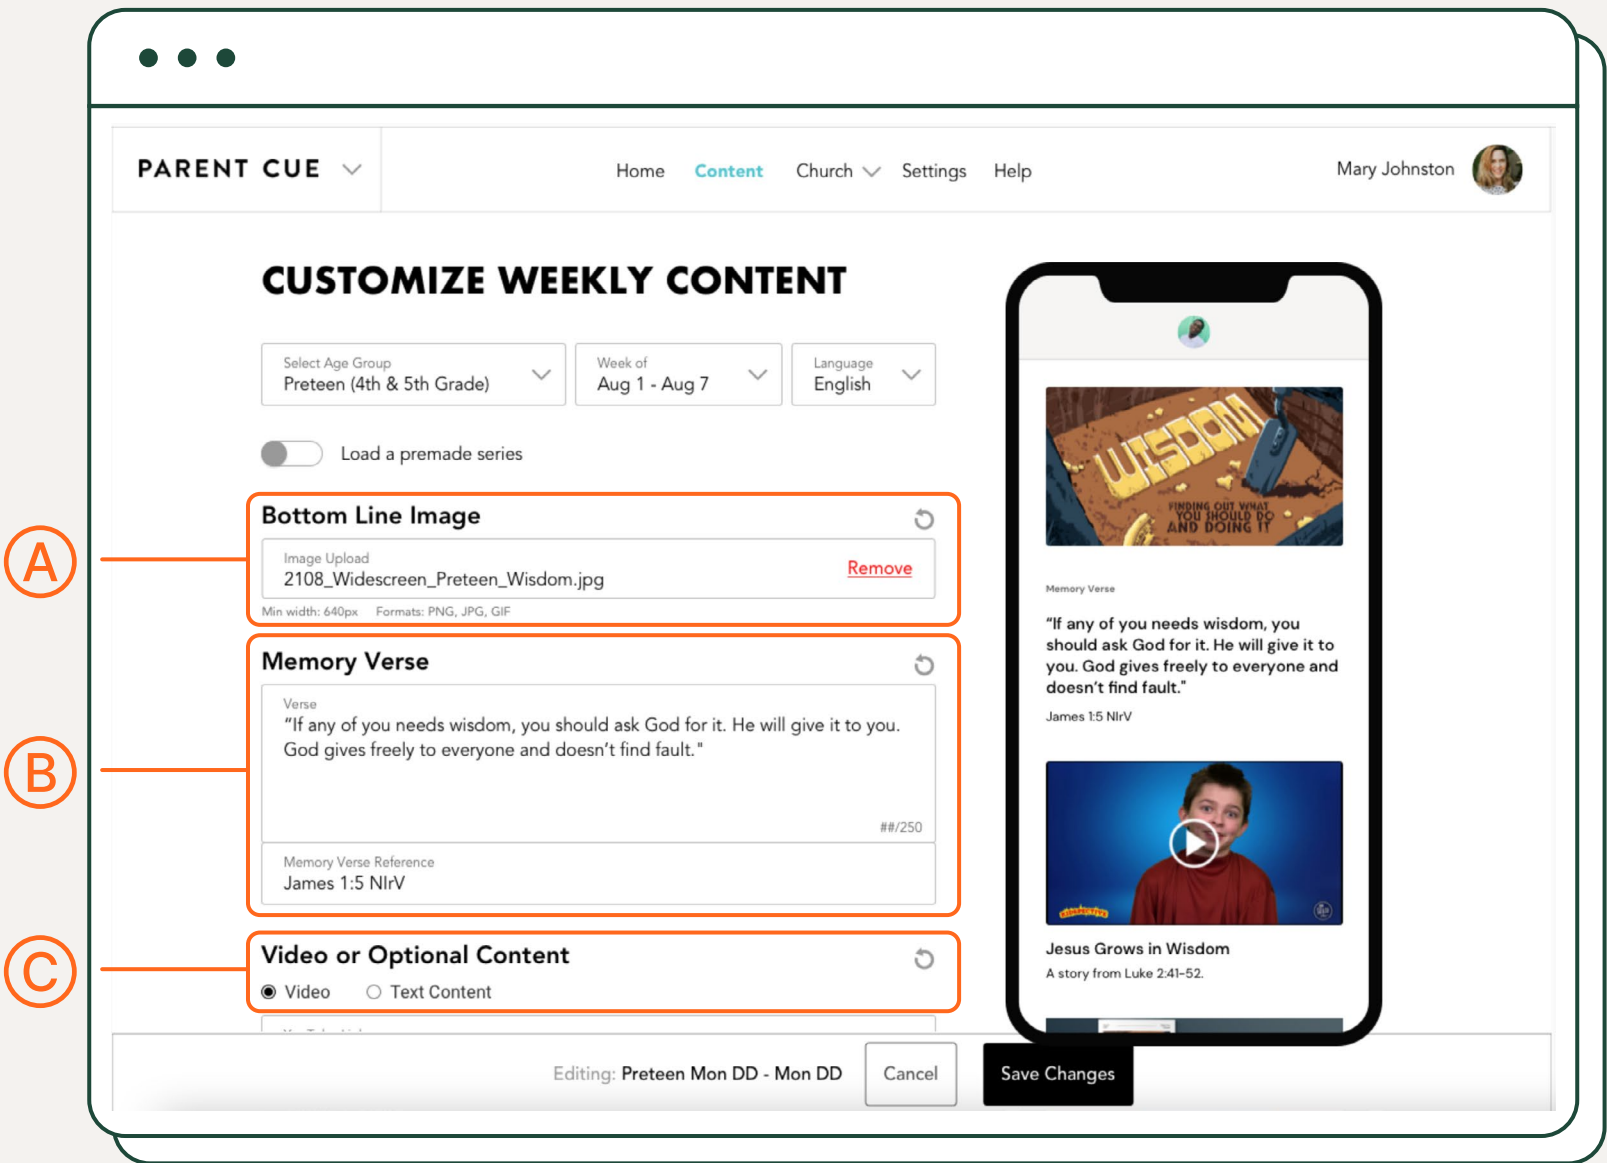 PARENT CUE
Home Content Church Settings Help
Mary Johnston
CUSTOMIZE WEEKLY CONTENT
Select Age Group
Preteen (4th & 5th Grade)
Week of
Aug 1 - Aug 7
Language
English
Load a premade series
A
Bottom Line Image
Image Upload
2108_Widescreen_Preteen_Wisdom.jpg
Remove
Min width: 640px Formats: PNG, JPG, GIF
B
Memory Verse
Verse
“If any of you needs wisdom, you should ask God for it. He will give it to you.
God gives freely to everyone and doesn’t find fault."
##/250
Memory Verse Reference
James 1:5 NIrV
C
Video or Optional Content
Video
Text Content
WISDOM
FINDING OUT WHAT
YOU SHOULD DO
AND DOING IT
Memory Verse
“If any of you needs wisdom, you
should ask God for it. He will give it to
you. God gives freely to everyone and
doesn’t find fault."
James 1:5 NIrV
Jesus Grows in Wisdom
A story from Luke 2:41–52.
Editing: Preteen Mon DD - Mon DD
Cancel
Save Changes